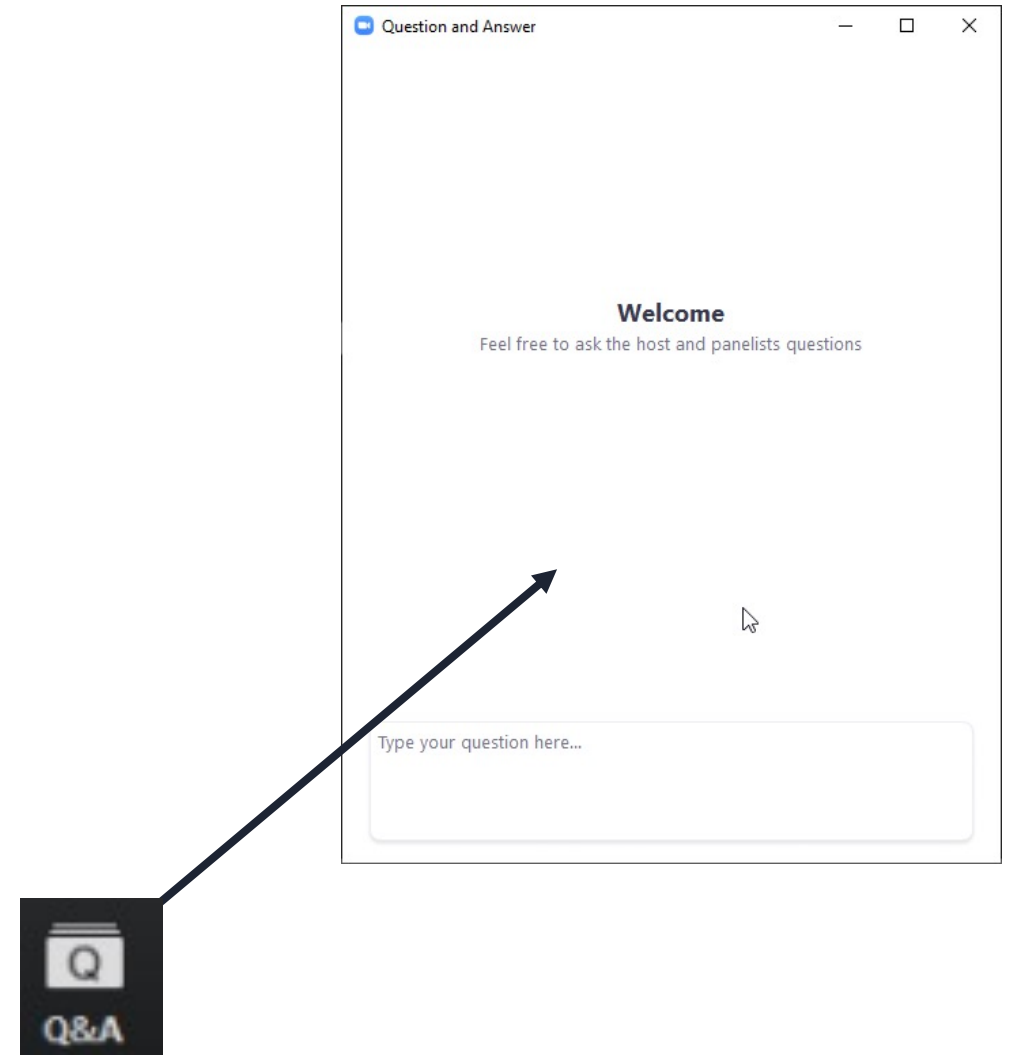 Question and Answer
Welcome
Feel free to ask the host and panelists questions
Type your question here...
Q
Q&A